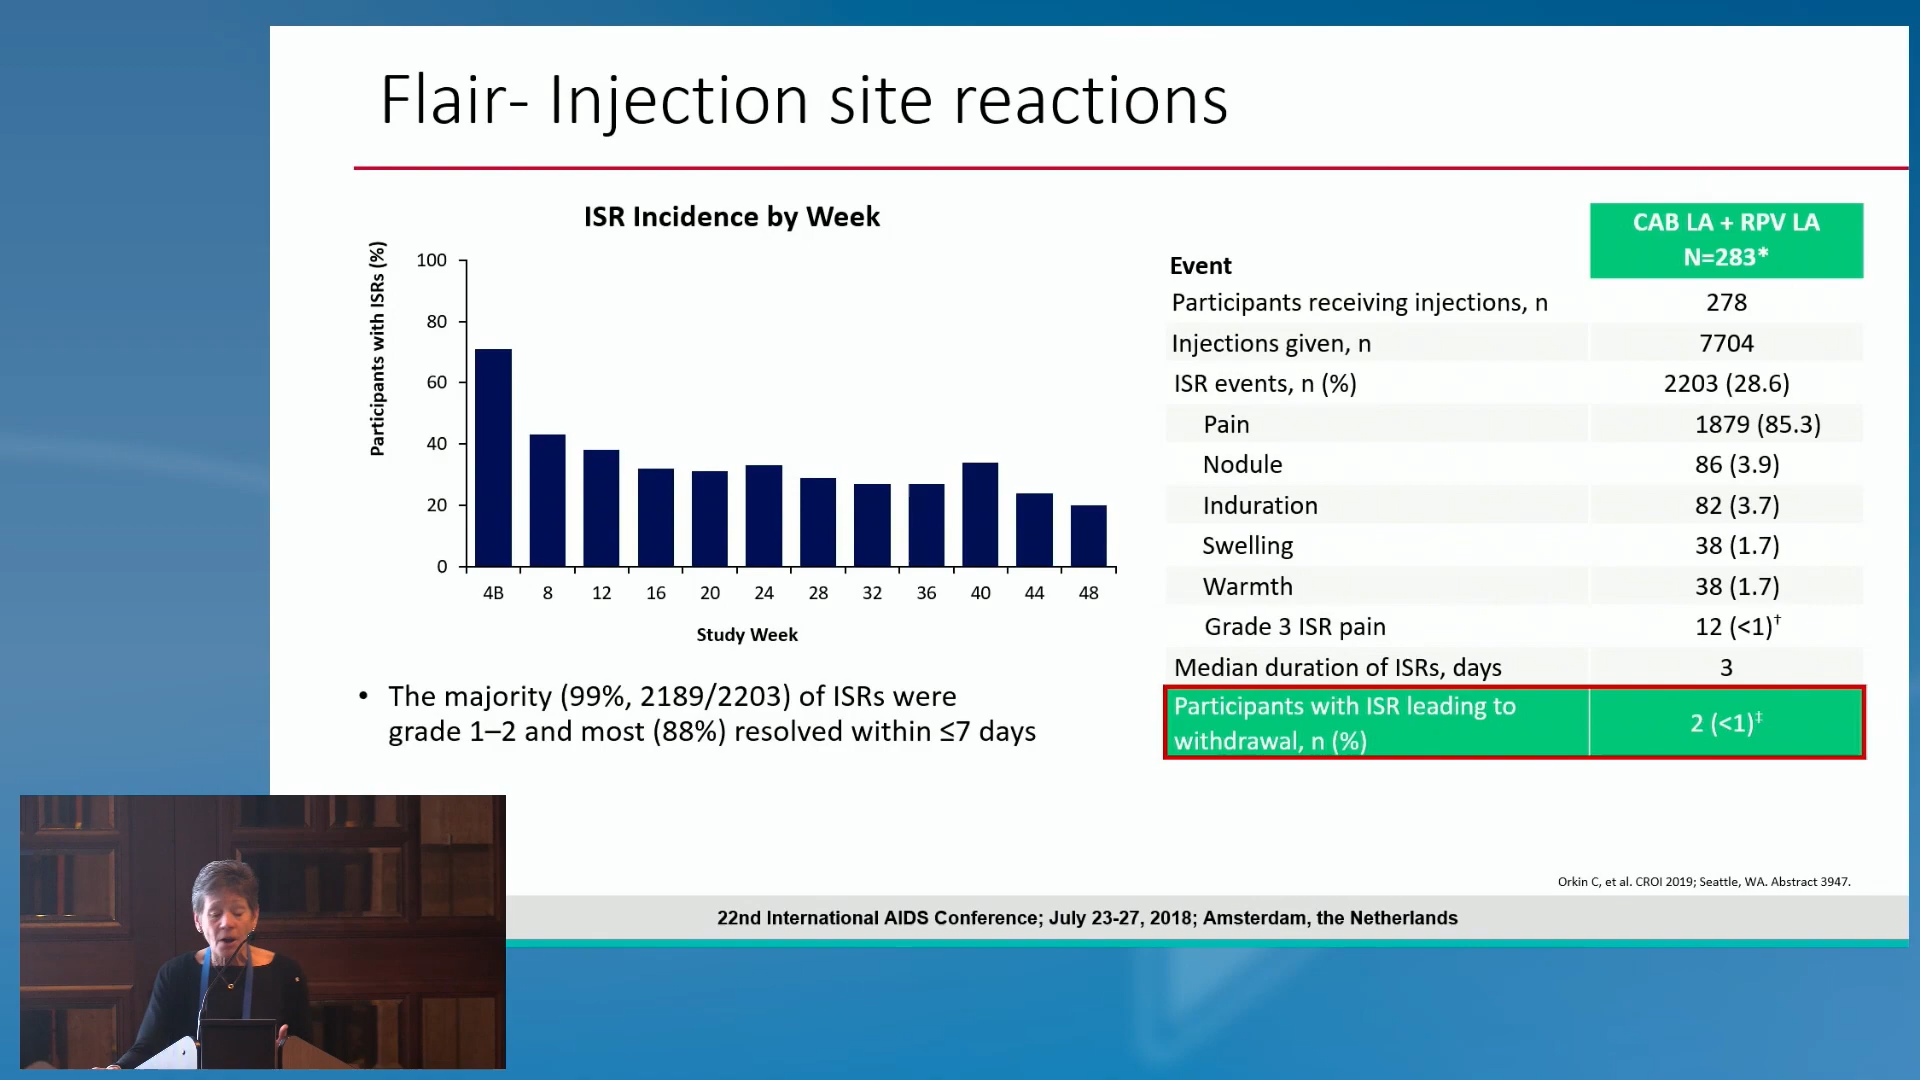 Flair- Injection site reactions
ISR Incidence by Week
Participants with ISRs (%)
100
80
60
40
20
0
4B 8 12 16 20 24 28 32 36 40 44 48
Study Week
• The majority (99%, 2189/2203) of ISRs were
grade 1–2 and most (88%) resolved within ≤7 days
CAB LA + RPV LA
N=283*
Event
Participants receiving injections, n 278
Injections given, n 7704
ISR events, n (%) 2203 (28.6)
Pain 1879 (85.3)
Nodule 86 (3.9)
Induration 82 (3.7)
Swelling 38 (1.7)
Warmth 38 (1.7)
Grade 3 ISR pain 12 (<1)†
Median duration of ISRs, days 3
Participants with ISR leading to
withdrawal, n (%) 2 (<1)‡
Orkin C, et al. CROI 2019; Seattle, WA. Abstract 3947.
22nd International AIDS Conference; July 23-27, 2018; Amsterdam, the Netherlands